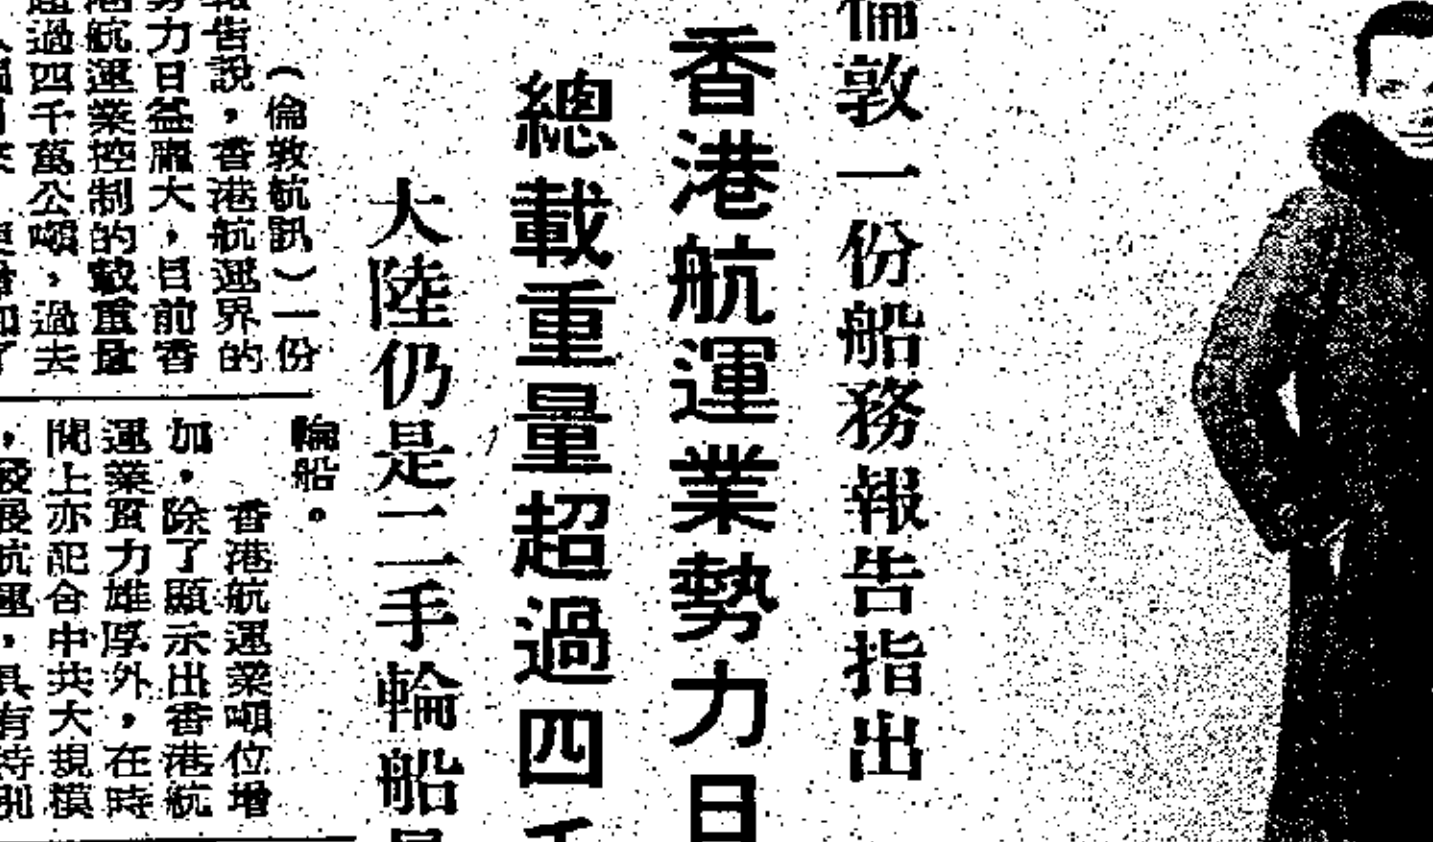 倫敦一份船務報告指出
香港航運業勢力日
總載重量超過四千
大陸仍是二手輪船
（倫敦航訊）一份
報告說，香港航運界的
勢力日益龐大，目前香
港航運業控制的載重量
超過四千萬公噸，過去
輪船。
香港航運業噸位增
加，除了顯示出香港航
運業實力雄厚外，在時
間上亦配合中共大規模
，發展航運，具有特別